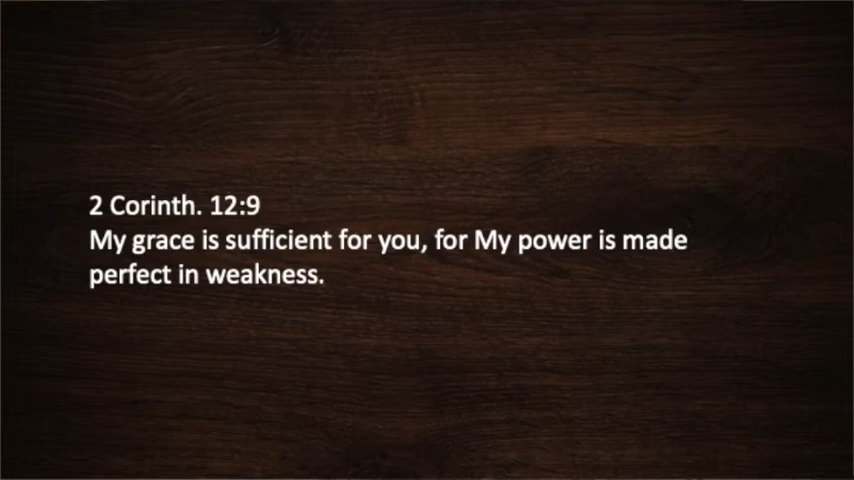 2 Corinth. 12:9
My grace is sufficient for you, for My power is made
perfect in weakness.